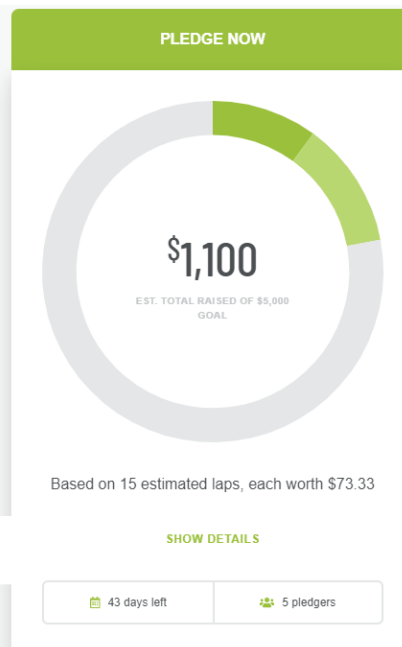 PLEDGE NOW
$1,100
EST. TOTAL RAISED OF $5,000
GOAL
Based on 15 estimated laps, each worth $73.33
SHOW DETAILS
43 days left
5 pledgers